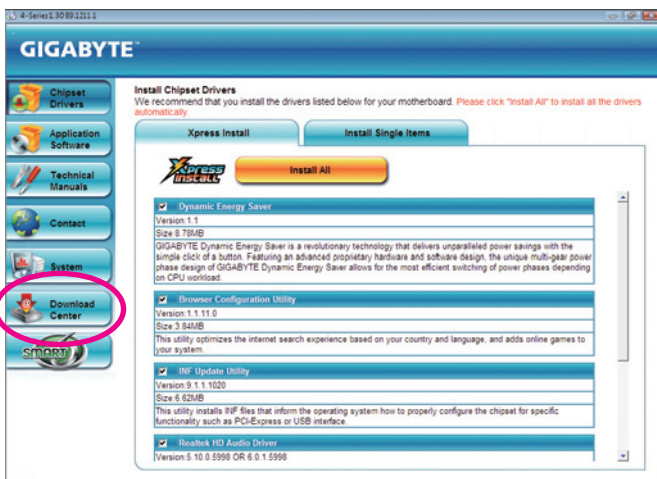 4-Series1.30 B9.1211.1
GIGABYTE™
Chipset
Drivers
Application
Software
Technical
Manuals
Contact
System
Download
Center
SMART
Install Chipset Drivers
We recommend that you install the drivers listed below for your motherboard. Please click "Install All" to install all the drivers
automatically.
Xpress Install
Install Single Items
Xpress
INSTALL
Install All
Dynamic Energy Saver
Version:1.1
Size:8.78MB
GIGABYTE Dynamic Energy Saver is a revolutionary technology that delivers unparalleled power savings with the
simple click of a button. Featuring an advanced proprietary hardware and software design, the unique multi-gear power
phase design of GIGABYTE Dynamic Energy Saver allows for the most efficient switching of power phases depending
on CPU workload.
Browser Configuration Utility
Version:1.1.11.0
Size:3.84MB
This utility optimizes the internet search experience based on your country and language, and adds online games to
your system.
INF Update Utility
Version:9.1.1.1020
Size:6.62MB
This utility installs INF files that inform the operating system how to properly configure the chipset for specific
functionality such as PCI-Express or USB interface.
Realtek HD Audio Driver
Version:5.10.0.5998 OR 6.0.1.5998